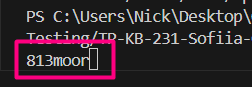 PS C:\Users\Nick\Desktop\
Testing/TP-KB-231-Sofiia-
813moor